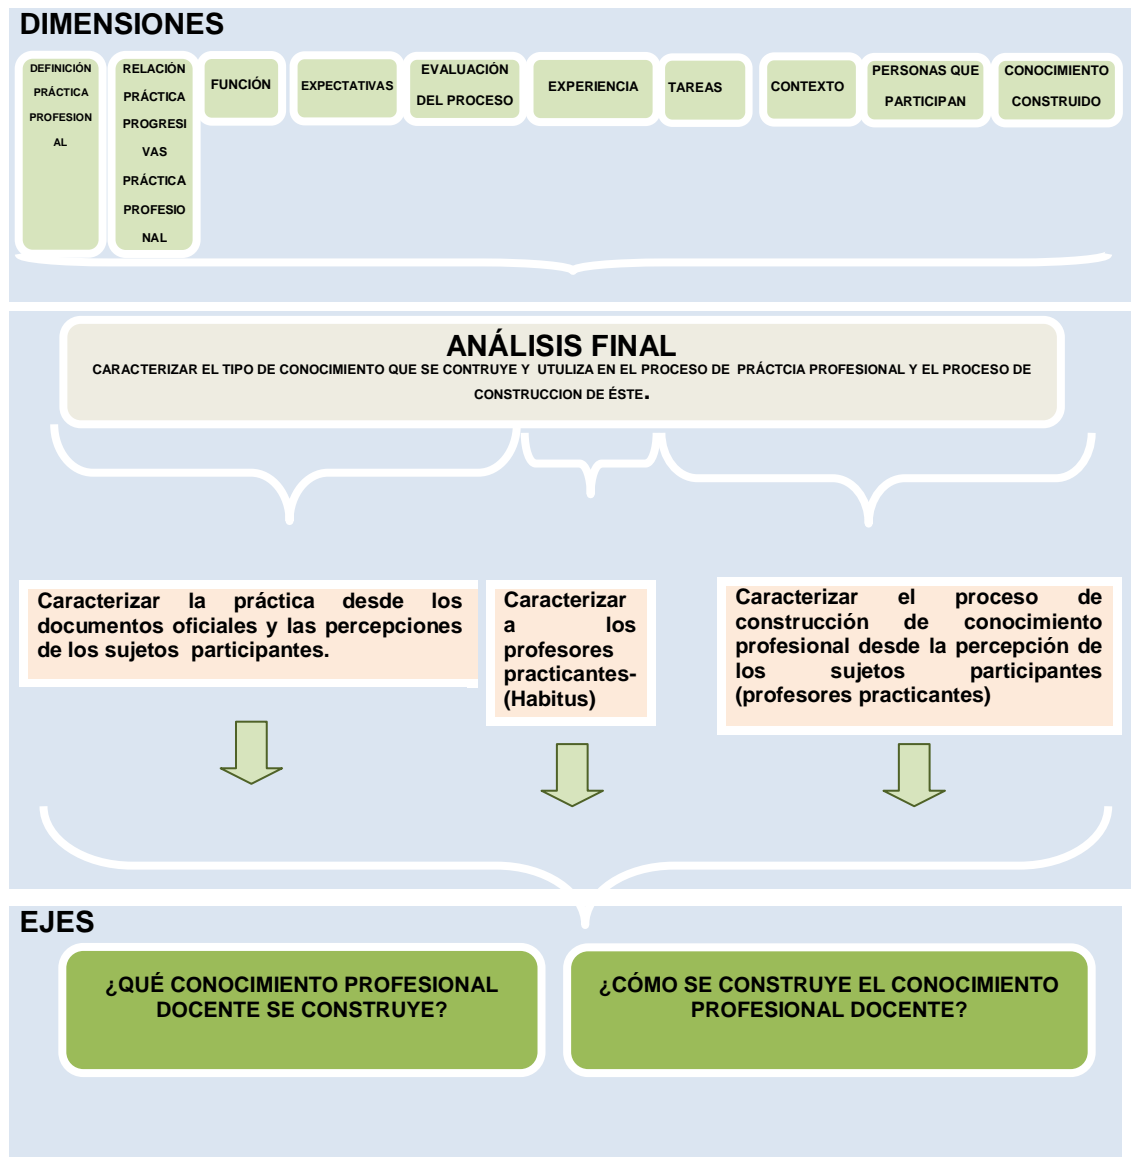 DIMENSIONES
DEFINICIÓN
PRÁCTICA
PROFESION
AL
RELACIÓN
PRÁCTICA
PROGRESI
VAS
PRÁCTICA
PROFESIO
NAL
FUNCIÓN
EXPECTATIVAS
EVALUACIÓN
DEL PROCESO
EXPERIENCIA
TAREAS
CONTEXTO
PERSONAS QUE
PARTICIPAN
CONOCIMIENTO
CONSTRUIDO
ANÁLISIS FINAL
CARACTERIZAR EL TIPO DE CONOCIMIENTO QUE SE CONTRUYE Y UTULIZA EN EL PROCESO DE PRÁCTCIA PROFESIONAL Y EL PROCESO DE
CONSTRUCCION DE ÉSTE.
Caracterizar la práctica desde los
documentos oficiales y las percepciones
de los sujetos participantes.
Caracterizar
a los
profesores
practicantes-
(Habitus)
Caracterizar el proceso de
construcción de conocimiento
profesional desde la percepción de
los sujetos participantes
(profesores practicantes)
EJES
¿QUÉ CONOCIMIENTO PROFESIONAL
DOCENTE SE CONSTRUYE?
¿CÓMO SE CONSTRUYE EL CONOCIMIENTO
PROFESIONAL DOCENTE?